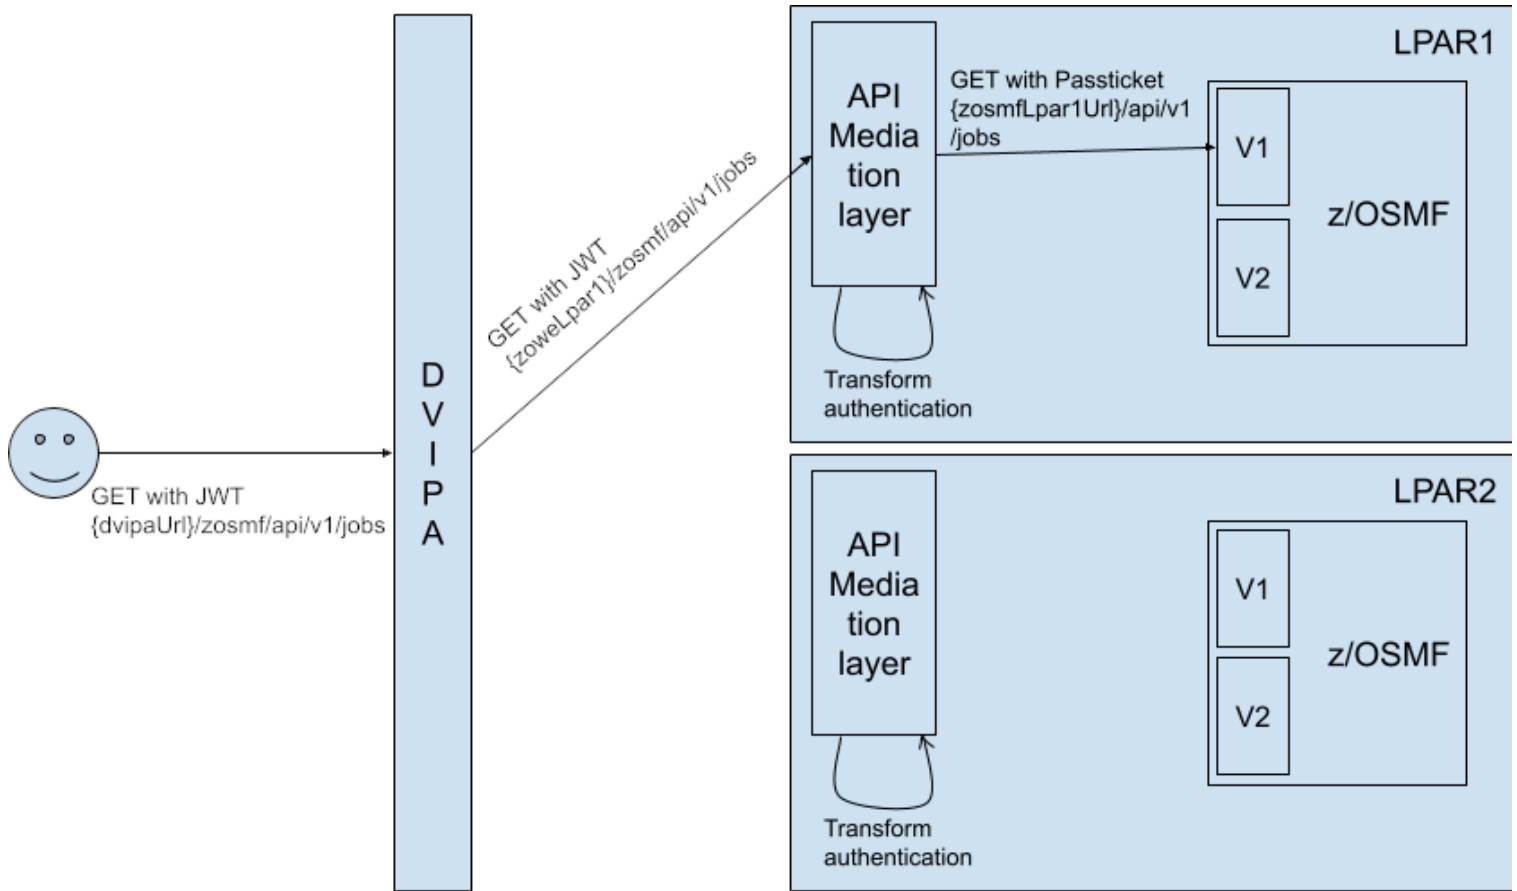 GET with JWT
{dvipaUrl}/zosmf/api/v1/jobs
D
V
I
P
A
GET with JWT
{zoweLpar1}/zosmf/api/v1/jobs
LPAR1
API
Media
tion
layer
GET with Passticket
{zosmfLpar1Url}/api/v1
/jobs
V1
V2
z/OSMF
Transform
authentication
LPAR2
API
Media
tion
layer
V1
V2
z/OSMF
Transform
authentication